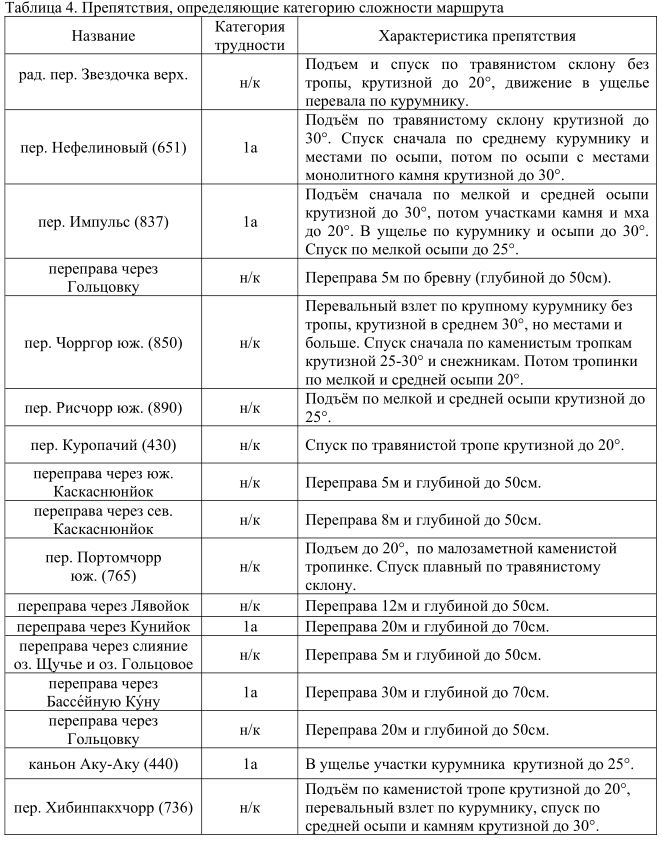 Таблица 4. Препятствия, определяющие категорию сложности маршрута
Название
Категория
трудности
Характеристика препятствия
рад. пер. Звездочка верх.
н/к
Подъем и спуск по травянистом склону без
тропы, крутизной до 20°, движение в ущелье
перевала по курумнику.
пер. Нефелиновый (651)
1а
Подъём по травянистому склону крутизной до
30°. Спуск сначала по среднему курумнику и
местами по осыпи, потом по осыпи с местами
монолитного камня крутизной до 30°.
пер. Импульс (837)
1а
Подъём сначала по мелкой и средней осыпи
крутизной до 30°, потом участками камня и мха
до 20°. В ущелье по курумнику и осыпи до 30°.
Спуск по мелкой осыпи до 25°.
переправа через
Гольцовку
н/к
Переправа 5м по бревну (глубиной до 50см).
пер. Чорргор юж. (850)
н/к
Перевальный взлет по крупному курумнику без
тропы, крутизной в среднем 30°, но местами и
больше. Спуск сначала по каменистым тропкам
крутизной 25-30° и снежникам. Потом тропинки
по мелкой и средней осыпи 20°.
пер. Рисчорр юж. (890)
н/к
Подъём по мелкой и средней осыпи крутизной до
25°.
пер. Куропачий (430)
н/к
Спуск по травянистой тропе крутизной до 20°.
переправа через юж.
Каскаснюнйок
н/к
Переправа 5м и глубиной до 50см.
переправа через сев.
Каскаснюнйок
н/к
Переправа 8м и глубиной до 50см.
пер. Портомчорр
юж. (765)
н/к
Подъем до 20°, по малозаметной каменистой
тропинке. Спуск плавный по травянистому
склону.
переправа через Лявойок
н/к
Переправа 12м и глубиной до 50см.
переправа через Кунийок
1а
Переправа 20м и глубиной до 70см.
переправа через слияние
оз. Щучье и оз. Гольцовое
н/к
Переправа 5м и глубиной до 50см.
переправа через
Бассе́йную Ку́ну
1а
Переправа 30м и глубиной до 70см.
переправа через
Гольцовку
н/к
Переправа 20м и глубиной до 50см.
каньон Аку-Аку (440)
1а
В ущелье участки курумника крутизной до 25°.
пер. Хибинпакхчорр (736)
н/к
Подъём по каменистой тропе крутизной до 20°,
перевальный взлет по курумнику, спуск по
средней осыпи и камням крутизной до 30°.